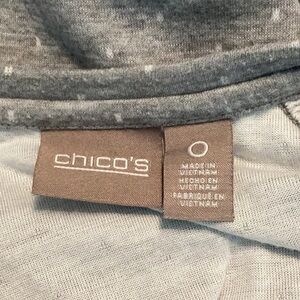 chico's
0
MADE IN
VIETNAM
HECHO EN
VIETNAM
FABRIQUÉ EN
VIETNAM